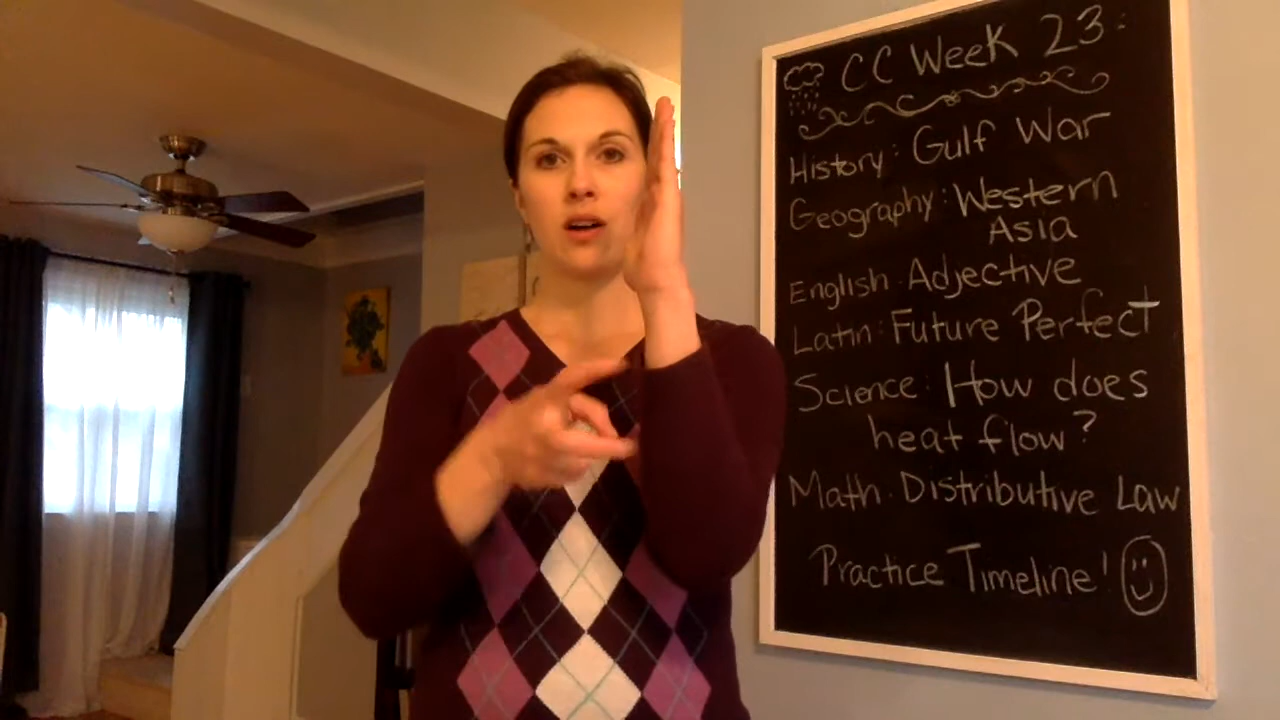 CC Week 23:
History: Gulf War
Geography: Western
Asia
English: Adjective
Latin: Future Perfect
Science: How does
heat flow?
Math: Distributive Law
Practice Timeline!